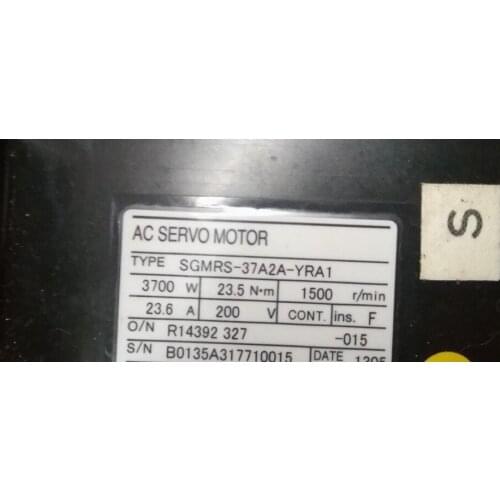 AC SERVO MOTOR
TYPE SGMRS-37A2A-YRA1
3700 W 23.5 N·m 1500 r/min
23.6 A 200 V CONT. ins. F
O/N R14392 327 -015
S/N B0135A317710015 DATE
S